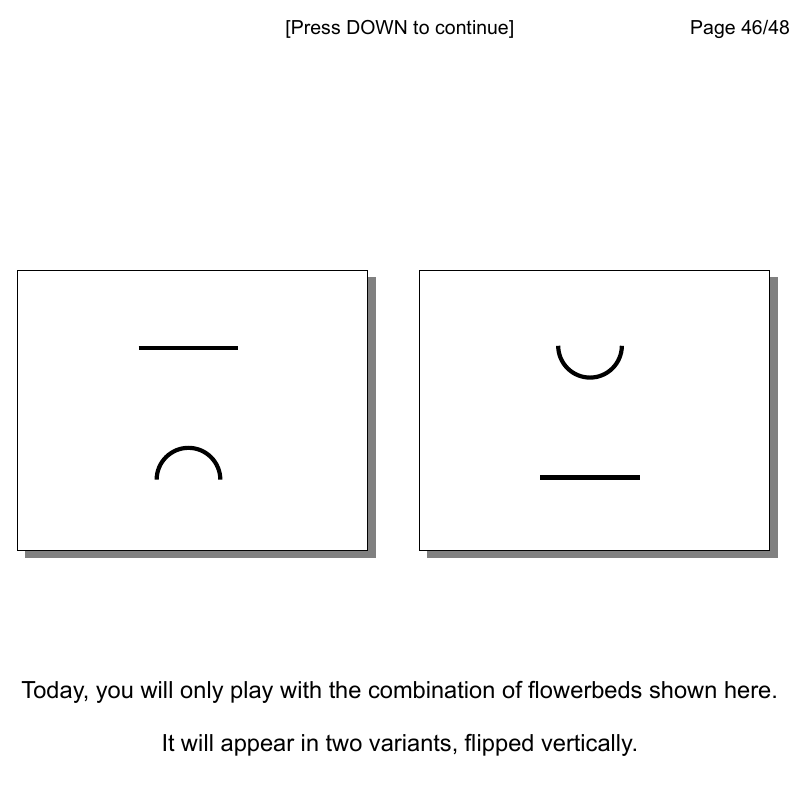 [Press DOWN to continue]
Page 46/48
Today, you will only play with the combination of flowerbeds shown here.
It will appear in two variants, flipped vertically.